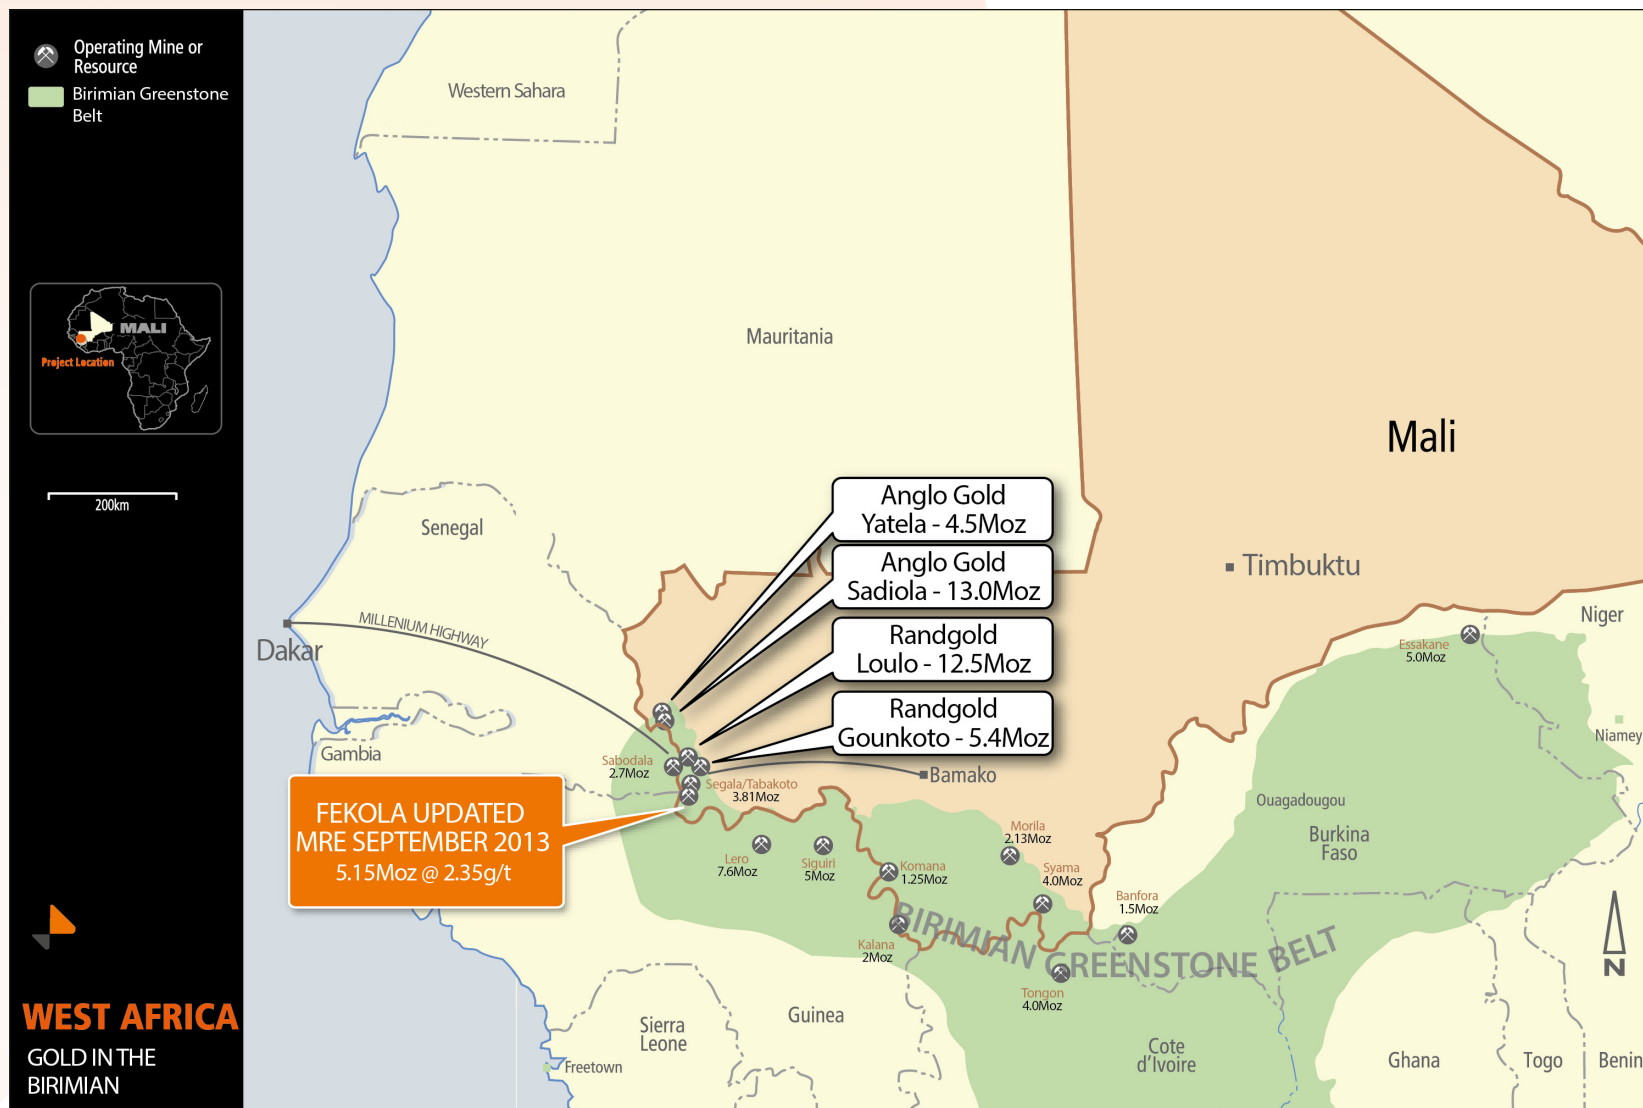 Operating Mine or
Resource
Birimian Greenstone
Belt
MALI
Project Location
200km
WEST AFRICA
GOLD IN THE
BIRIMIAN
Western Sahara
Mauritania
Mali
Senegal
Timbuktu
Anglo Gold
Yatela - 4.5Moz
Anglo Gold
Sadiola - 13.0Moz
Randgold
Loulo - 12.5Moz
Randgold
Gounkoto - 5.4Moz
MILLENIUM HIGHWAY
Dakar
Gambia
Niger
Essakane
5.0Moz
Niamey
Sabodala
2.7Moz
Segala/Tabakoto
3.81Moz
Bamako
FEKOLA UPDATED
MRE SEPTEMBER 2013
5.15Moz @ 2.35g/t
Ouagadougou
Burkina
Faso
Lero
7.6Moz
Siguiri
5Moz
Komana
1.25Moz
Morila
2.13Moz
Syama
4.0Moz
Banfora
1.5Moz
Kalana
2Moz
BIRIMIAN GREENSTONE BELT
Tongon
4.0Moz
N
Sierra
Leone
Guinea
Freetown
Cote
d'Ivoire
Ghana
Togo
Benin